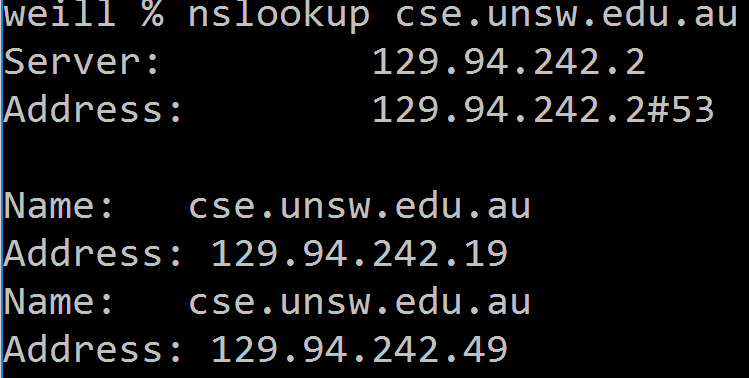 weill % nslookup cse.unsw.edu.au
Server:         129.94.242.2
Address:        129.94.242.2#53

Name:   cse.unsw.edu.au
Address: 129.94.242.19
Name:   cse.unsw.edu.au
Address: 129.94.242.49